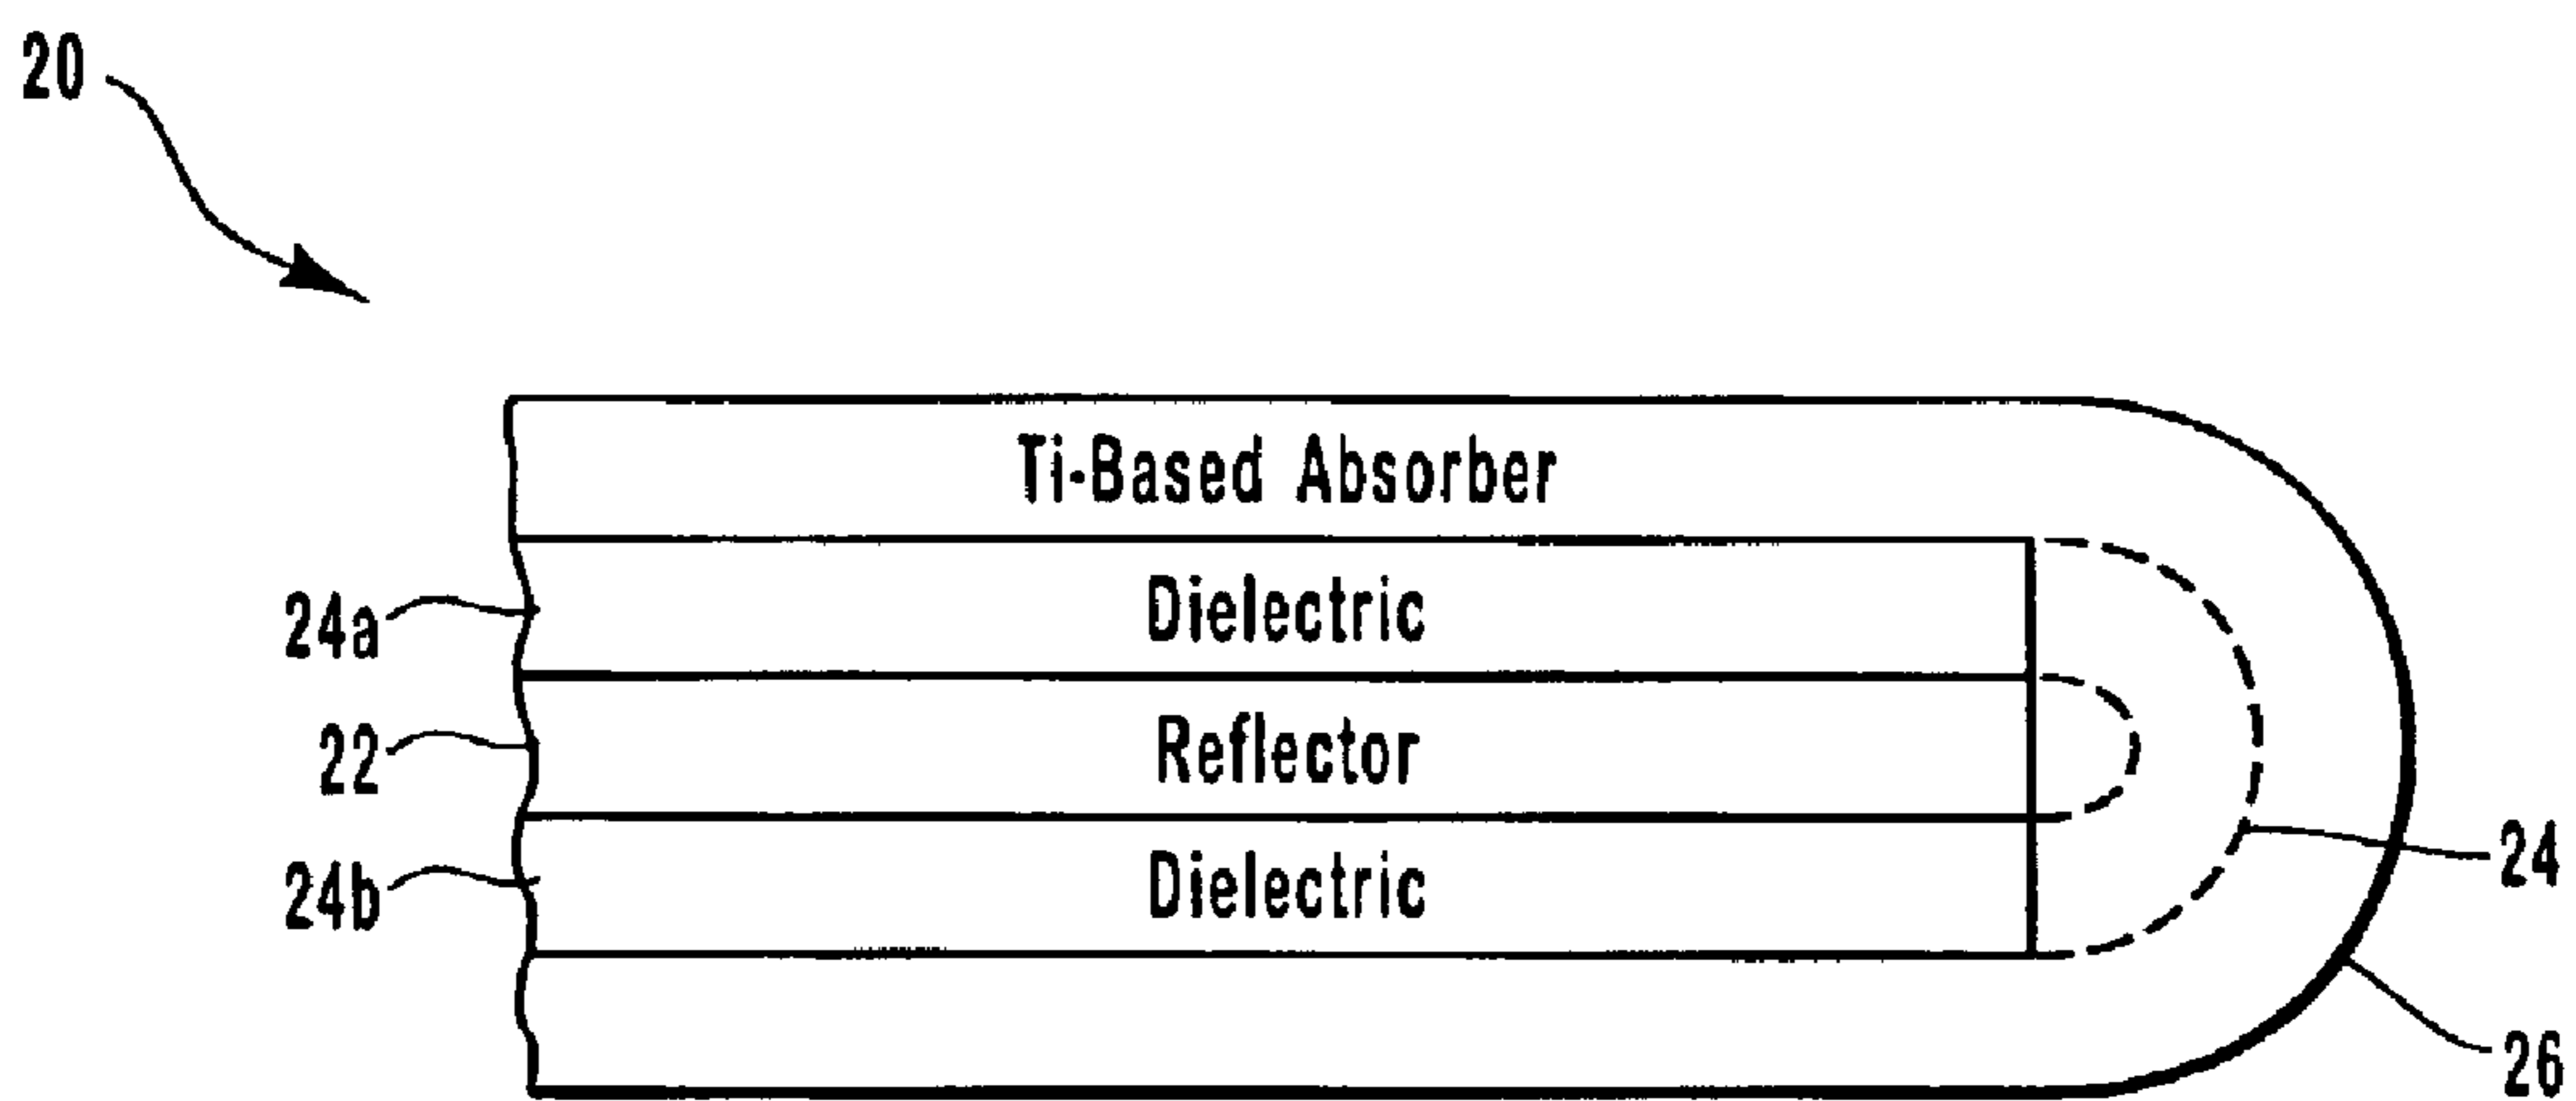 20
Ti-Based Absorber
24a
Dielectric
22
Reflector
24b
Dielectric
24
26